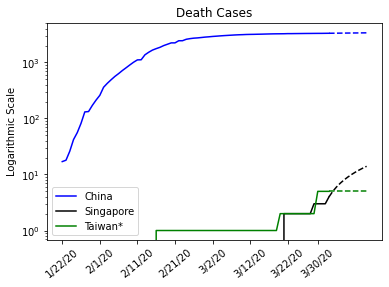 Death Cases
Logarithmic Scale
10³
10²
10¹
10⁰
China
Singapore
Taiwan*
1/22/20
2/1/20
2/11/20
2/21/20
3/2/20
3/12/20
3/22/20
3/30/20